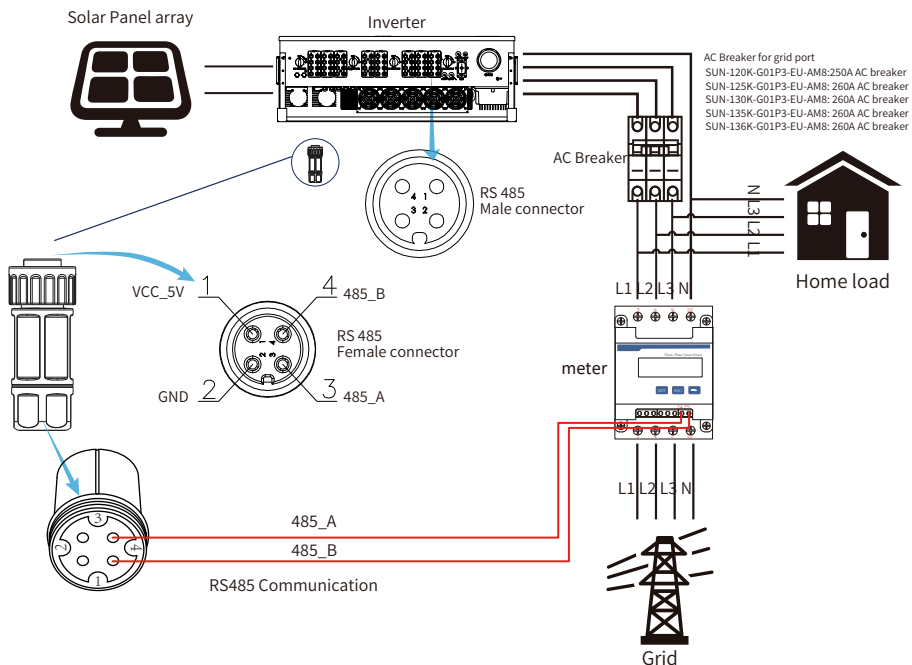 Solar Panel array
Inverter
AC Breaker for grid port
SUN-120K-G01P3-EU-AM8:250A AC breaker
SUN-125K-G01P3-EU-AM8: 260A AC breaker
SUN-130K-G01P3-EU-AM8: 260A AC breaker
SUN-135K-G01P3-EU-AM8: 260A AC breaker
SUN-136K-G01P3-EU-AM8: 260A AC breaker
AC Breaker
4 1
3 2
RS 485
Male connector
N
L3
L2
L1
Home load
1
VCC_5V
4
485_B
1 4
2 3
RS 485
Female connector
GND
2
3
485_A
L1 L2 L3 N
meter
L1 L2 L3 N
3
2
4
1
485_A
485_B
RS485 Communication
Grid